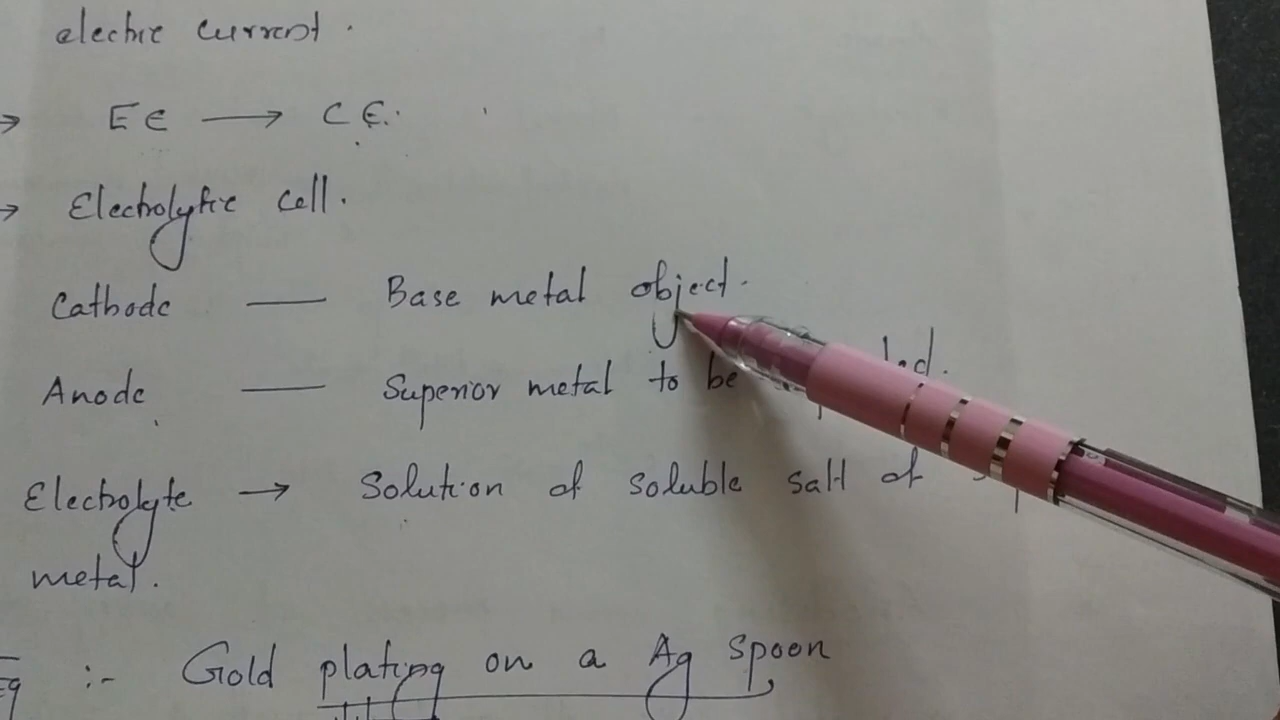 electric current.
→ EE → CE.
→ Electrolytic cell.
Cathode — Base metal object.
Anode — Superior metal to be
Electrolyte → Solution of soluble salt of
metal.
Eg :- Gold plating on a Ag spoon